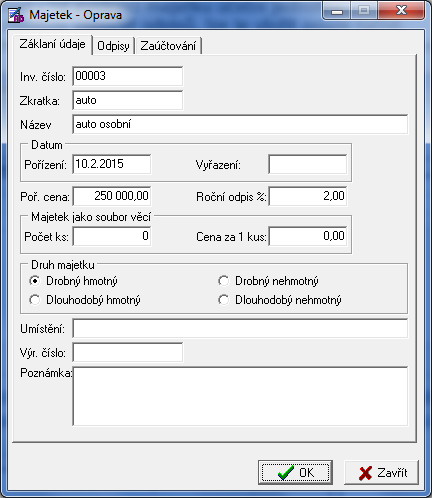 Majetek - Oprava
Základní údaje Odpisy Zaúčtování
Inv. číslo: 00003
Zkratka: auto
Název auto osobní
Datum
Pořízení: 10.2.2015 Vyřazení:
Poř. cena: 250 000,00 Roční odpis %: 2,00
Majetek jako soubor věcí
Počet ks: 0 Cena za 1 kus: 0,00
Druh majetku
Drobný hmotný Drobný nehmotný
Dlouhodobý hmotný Dlouhodobý nehmotný
Umístění:
Výr. číslo:
Poznámka:
OK Zavřít